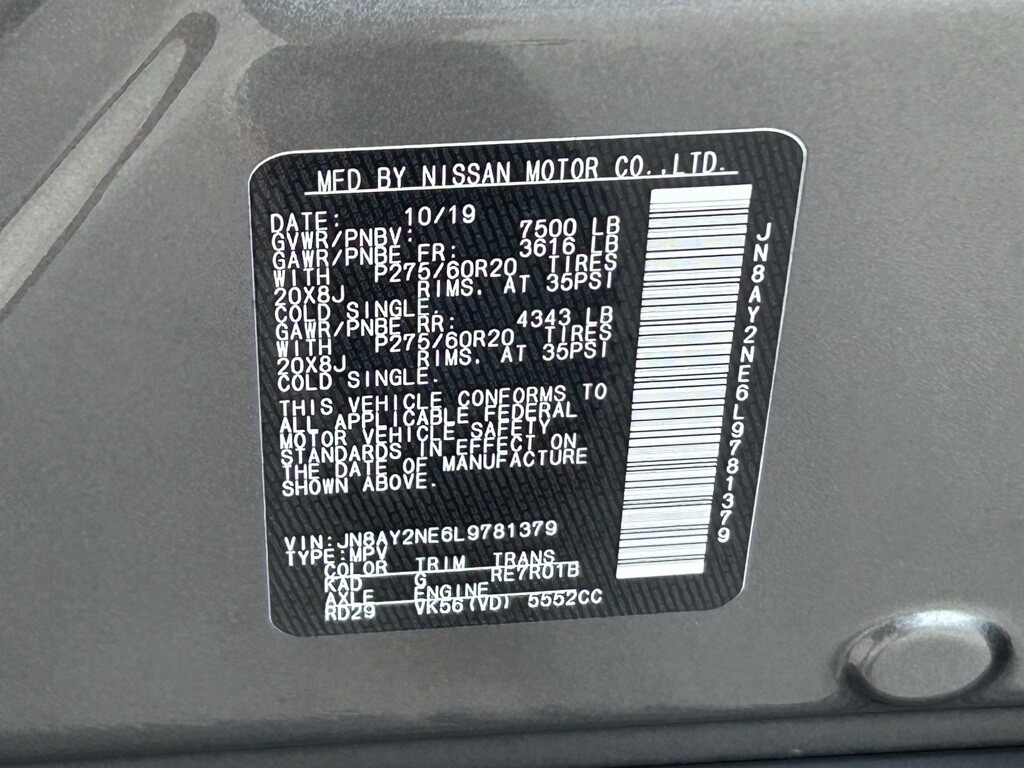 MFD BY NISSAN MOTOR CO.,LTD.
DATE: 10/19
GVWR/PNBV: 7500 LB
GAWR/PNBE FR: 3616 LB
WITH P275/60R20 TIRES
20X8J RIMS. AT 35PSI
COLD SINGLE.
GAWR/PNBE RR: 4343 LB
WITH P275/60R20 TIRES
20X8J RIMS. AT 35PSI
COLD SINGLE.
THIS VEHICLE CONFORMS TO
ALL APPLICABLE FEDERAL
MOTOR VEHICLE SAFETY
STANDARDS IN EFFECT ON
THE DATE OF MANUFACTURE
SHOWN ABOVE.
VIN:JN8AY2NE6L9781379
TYPE:MPV
COLOR TRIM TRANS
KAD G RE7R01B
AXLE ENGINE
RD29 VK56(VD) 5552CC
JN8AY2NE6L9781379